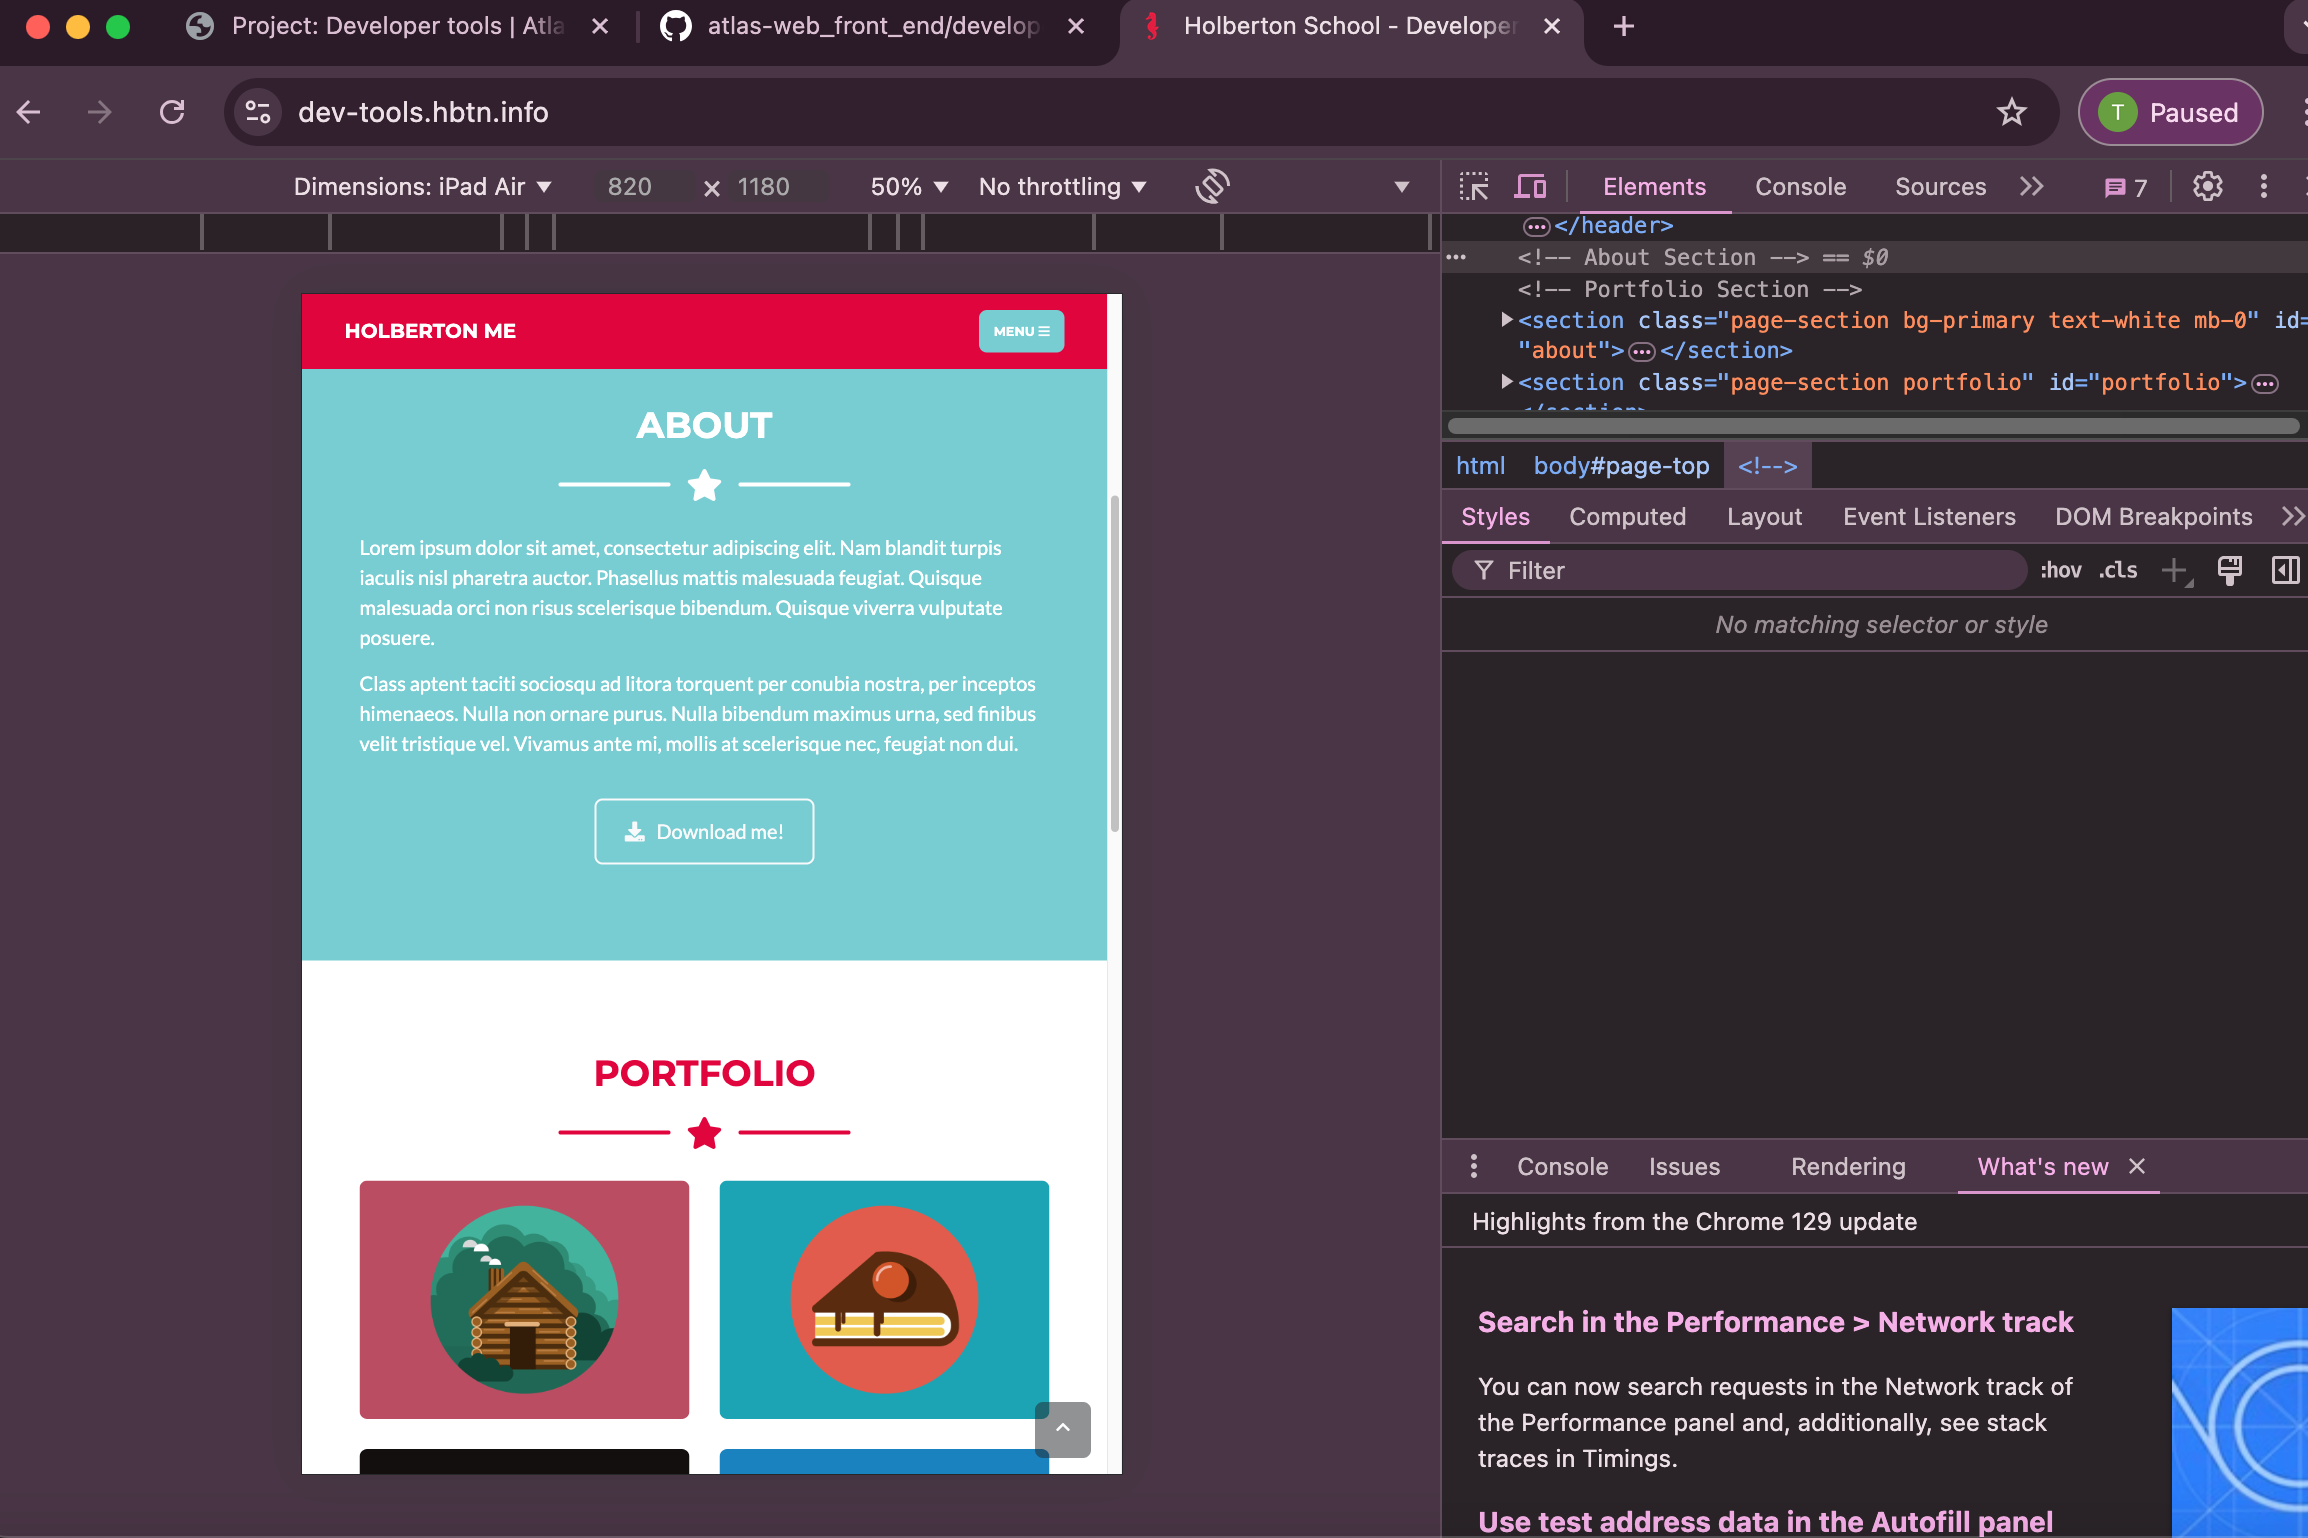 Project: Developer tools | Atla
atlas-web_front_end/develop
Holberton School - Developer
dev-tools.hbtn.info
T Paused
Dimensions: iPad Air 820 × 1180 50% No throttling
Elements Console Sources 7
</header>
<!-- About Section --> == $0
<!-- Portfolio Section -->
<section class="page-section bg-primary text-white mb-0" id=
"about"> </section>
<section class="page-section portfolio" id="portfolio">
</section>
html body#page-top <!-->
Styles Computed Layout Event Listeners DOM Breakpoints
Filter :hov .cls
No matching selector or style
HOLBERTON ME
MENU
ABOUT
Lorem ipsum dolor sit amet, consectetur adipiscing elit. Nam blandit turpis
iaculis nisl pharetra auctor. Phasellus mattis malesuada feugiat. Quisque
malesuada orci non risus scelerisque bibendum. Quisque viverra vulputate
posuere.
Class aptent taciti sociosqu ad litora torquent per conubia nostra, per inceptos
himenaeos. Nulla non ornare purus. Nulla bibendum maximus urna, sed finibus
velit tristique vel. Vivamus ante mi, mollis at scelerisque nec, feugiat non dui.
Download me!
PORTFOLIO
Console Issues Rendering What's new
Highlights from the Chrome 129 update
Search in the Performance > Network track
You can now search requests in the Network track of
the Performance panel and, additionally, see stack
traces in Timings.
Use test address data in the Autofill panel